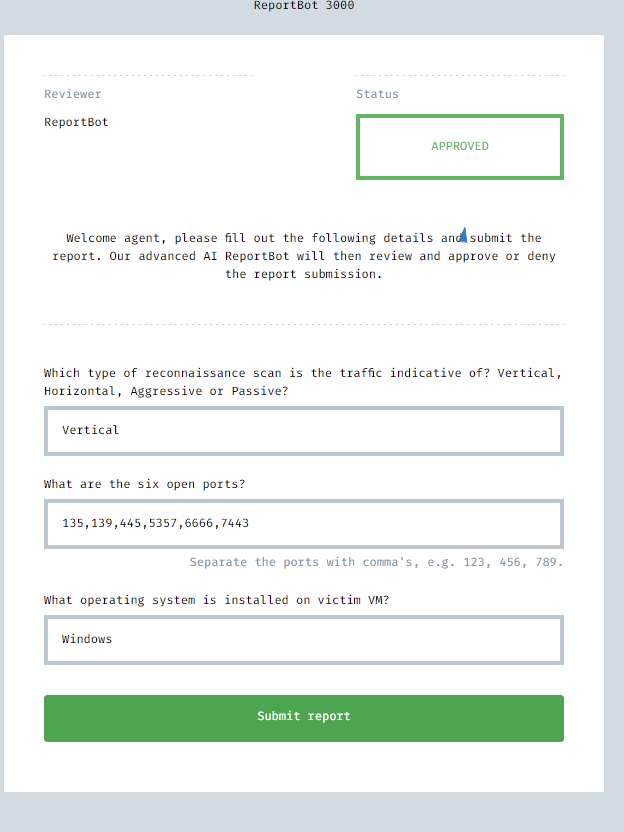 ReportBot 3000
Reviewer
Status
ReportBot
APPROVED
Welcome agent, please fill out the following details and submit the
report. Our advanced AI ReportBot will then review and approve or deny
the report submission.
Which type of reconnaissance scan is the traffic indicative of? Vertical,
Horizontal, Aggressive or Passive?
Vertical
What are the six open ports?
135,139,445,5357,6666,7443
Separate the ports with comma's, e.g. 123, 456, 789.
What operating system is installed on victim VM?
Windows
Submit report